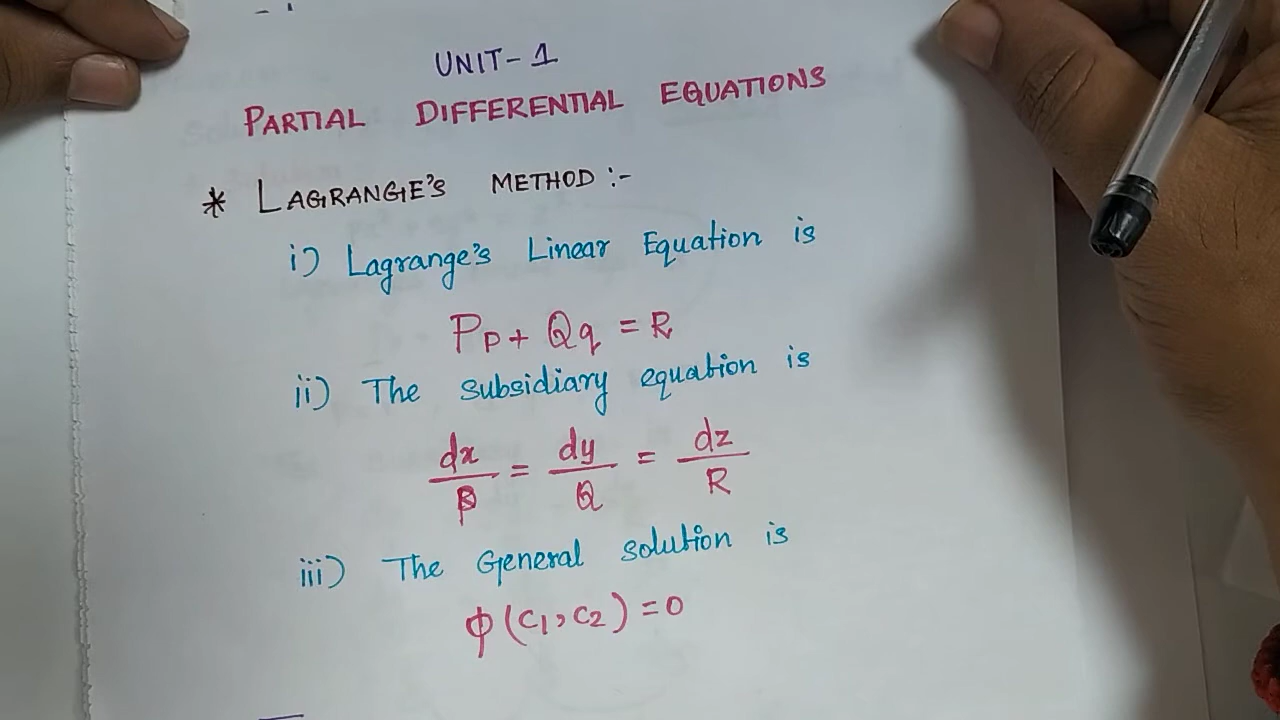 UNIT-1
PARTIAL DIFFERENTIAL EQUATIONS
* LAGRANGE'S METHOD :-
i) Lagrange's Linear Equation is
Pp + Qq = R
ii) The subsidiary equation is
dx/P = dy/Q = dz/R
iii) The General solution is
ϕ(c₁, c₂) = 0